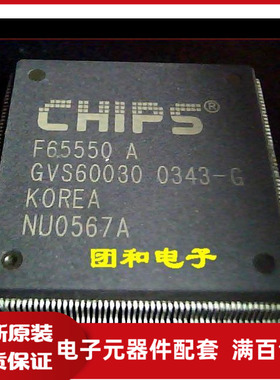 CHIPS®
F65550 A
GVS60030 0343-G
KOREA
NU0567A
团和电子
新原装
质保证
电子元器件配套 满百